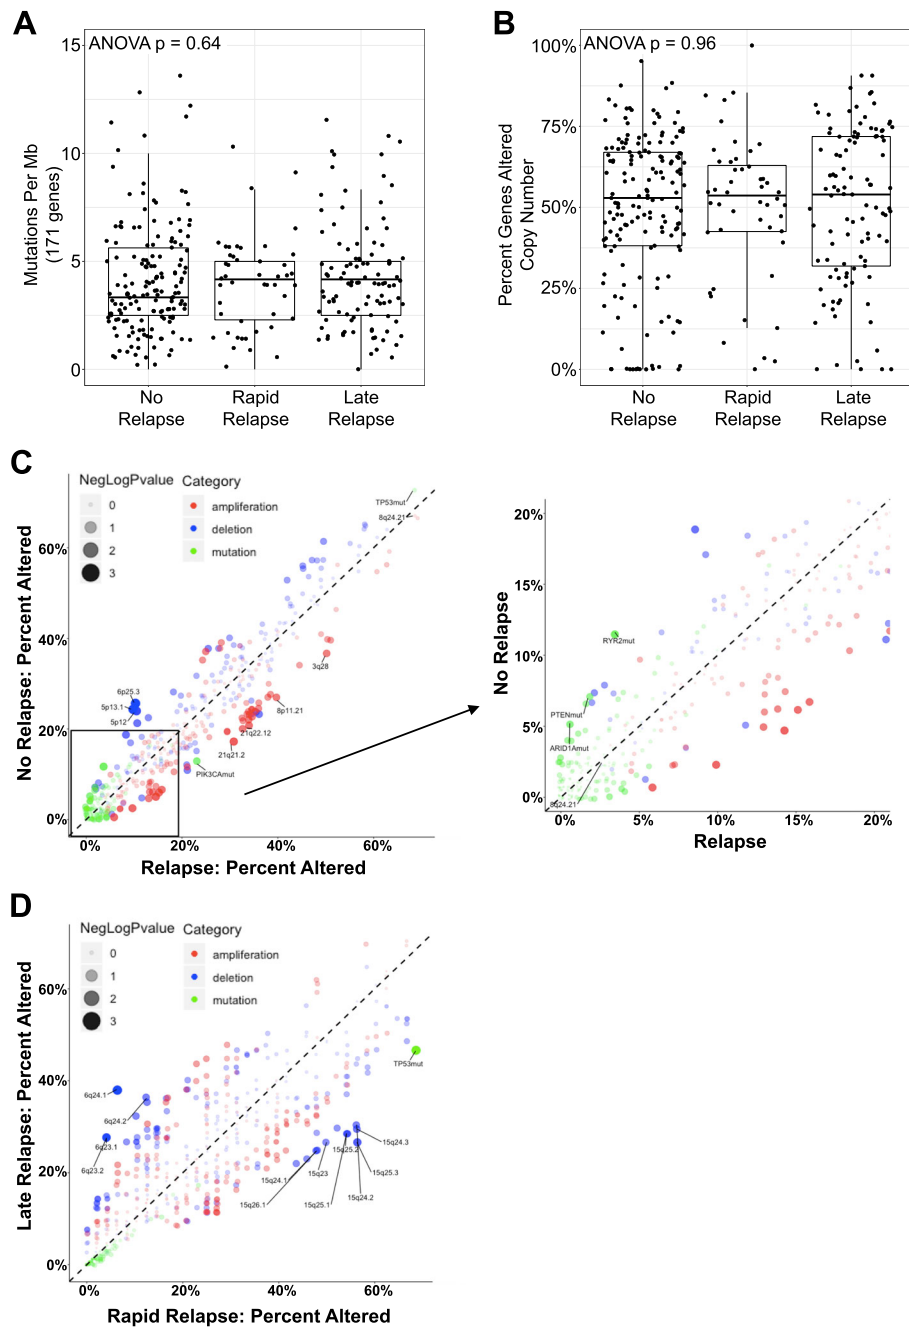 A
ANOVA p = 0.64
Mutations Per Mb
(171 genes)
15
10
5
0
No
Relapse
Rapid
Relapse
Late
Relapse
B
ANOVA p = 0.96
Percent Genes Altered
Copy Number
100%
75%
50%
25%
0%
No
Relapse
Rapid
Relapse
Late
Relapse
C
NegLogPvalue
0
1
2
3
Category
ampliferation
deletion
mutation
No Relapse: Percent Altered
60%
40%
20%
0%
TP53mut
8q24.21
3q28
6p25.3
5p13.1
5p12
8p11.21
21q22.12
21q21.2
PIK3CAmut
0%
20%
40%
60%
Relapse: Percent Altered
No Relapse
20%
15%
10%
5%
0%
RYR2mut
PTENmut
ARID1Amut
8q24.21
0%
5%
10%
15%
20%
Relapse
D
NegLogPvalue
0
1
2
3
Category
ampliferation
deletion
mutation
Late Relapse: Percent Altered
60%
40%
20%
0%
TP53mut
6q24.1
6q24.2
6q23.1
6q23.2
15q24.3
15q25.2
15q23
15q25.3
15q24.1
15q24.2
15q26.1
15q25.1
0%
20%
40%
60%
Rapid Relapse: Percent Altered